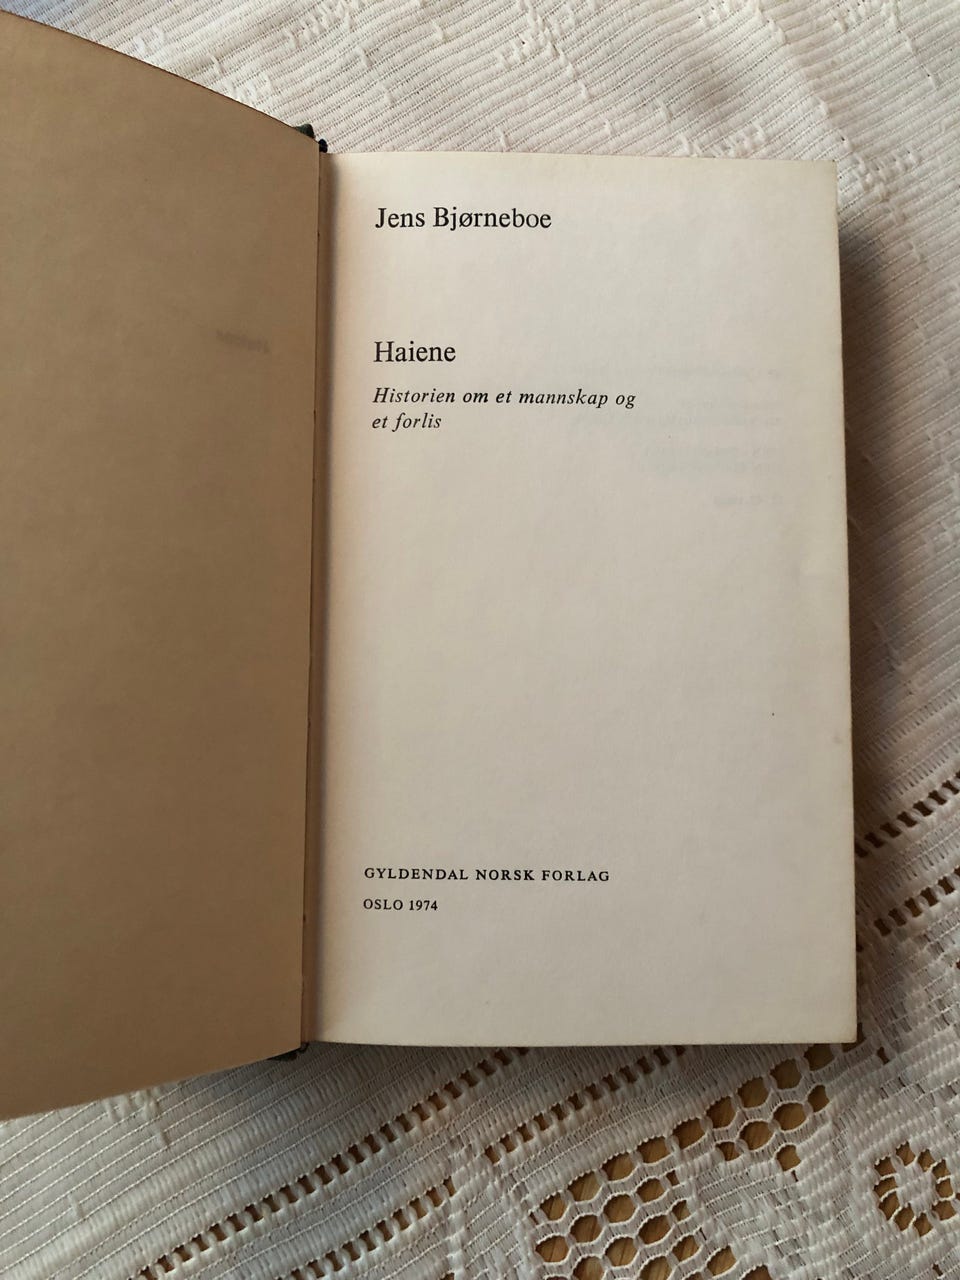 Jens Bjørneboe
Haiene
Historien om et mannskap og
et forlis
GYLDENDAL NORSK FORLAG
OSLO 1974